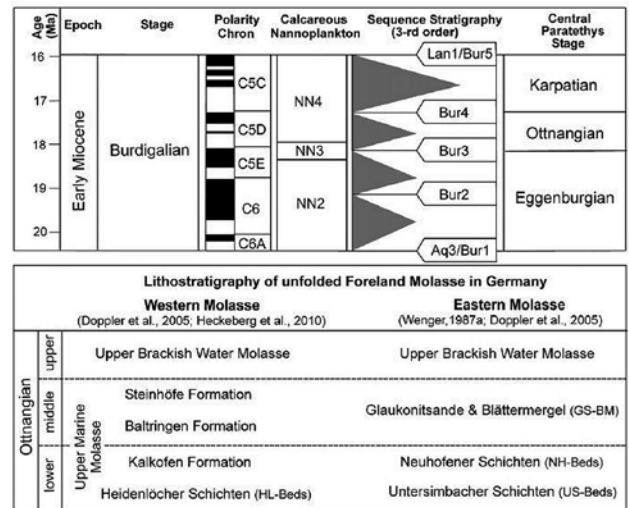 Age (Ma)
Epoch
Stage
Polarity Chron
Calcareous Nannoplankton
Sequence Stratigraphy (3-rd order)
Central Paratethys Stage
16
17
18
19
20
Early Miocene
Burdigalian
C5C
C5D
C5E
C6
C6A
NN4
NN3
NN2
Lan1/Bur5
Bur4
Bur3
Bur2
Aq3/Bur1
Karpatian
Ottnangian
Eggenburgian
Lithostratigraphy of unfolded Foreland Molasse in Germany
Western Molasse
(Doppler et al., 2005; Heckeberg et al., 2010)
Eastern Molasse
(Wenger,1987a; Doppler et al., 2005)
Ottnangian
upper
Upper Brackish Water Molasse
Upper Brackish Water Molasse
middle
Upper Marine Molasse
Steinhöfe Formation
Baltringen Formation
Glaukonitsande & Blättermergel (GS-BM)
lower
Kalkofen Formation
Neuhofener Schichten (NH-Beds)
Heidenlöcher Schichten (HL-Beds)
Untersimbacher Schichten (US-Beds)